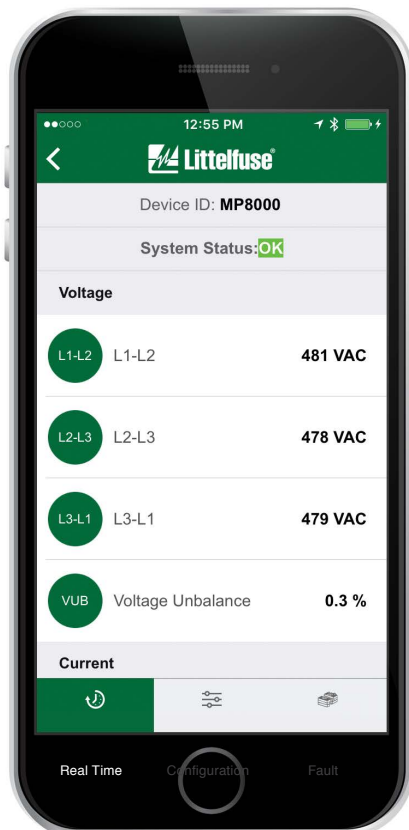 12:55 PM
Littelfuse®
Device ID: MP8000
System Status:OK
Voltage
L1-L2 L1-L2 481 VAC
L2-L3 L2-L3 478 VAC
L3-L1 L3-L1 479 VAC
VUB Voltage Unbalance 0.3 %
Current
Real Time Configuration Fault